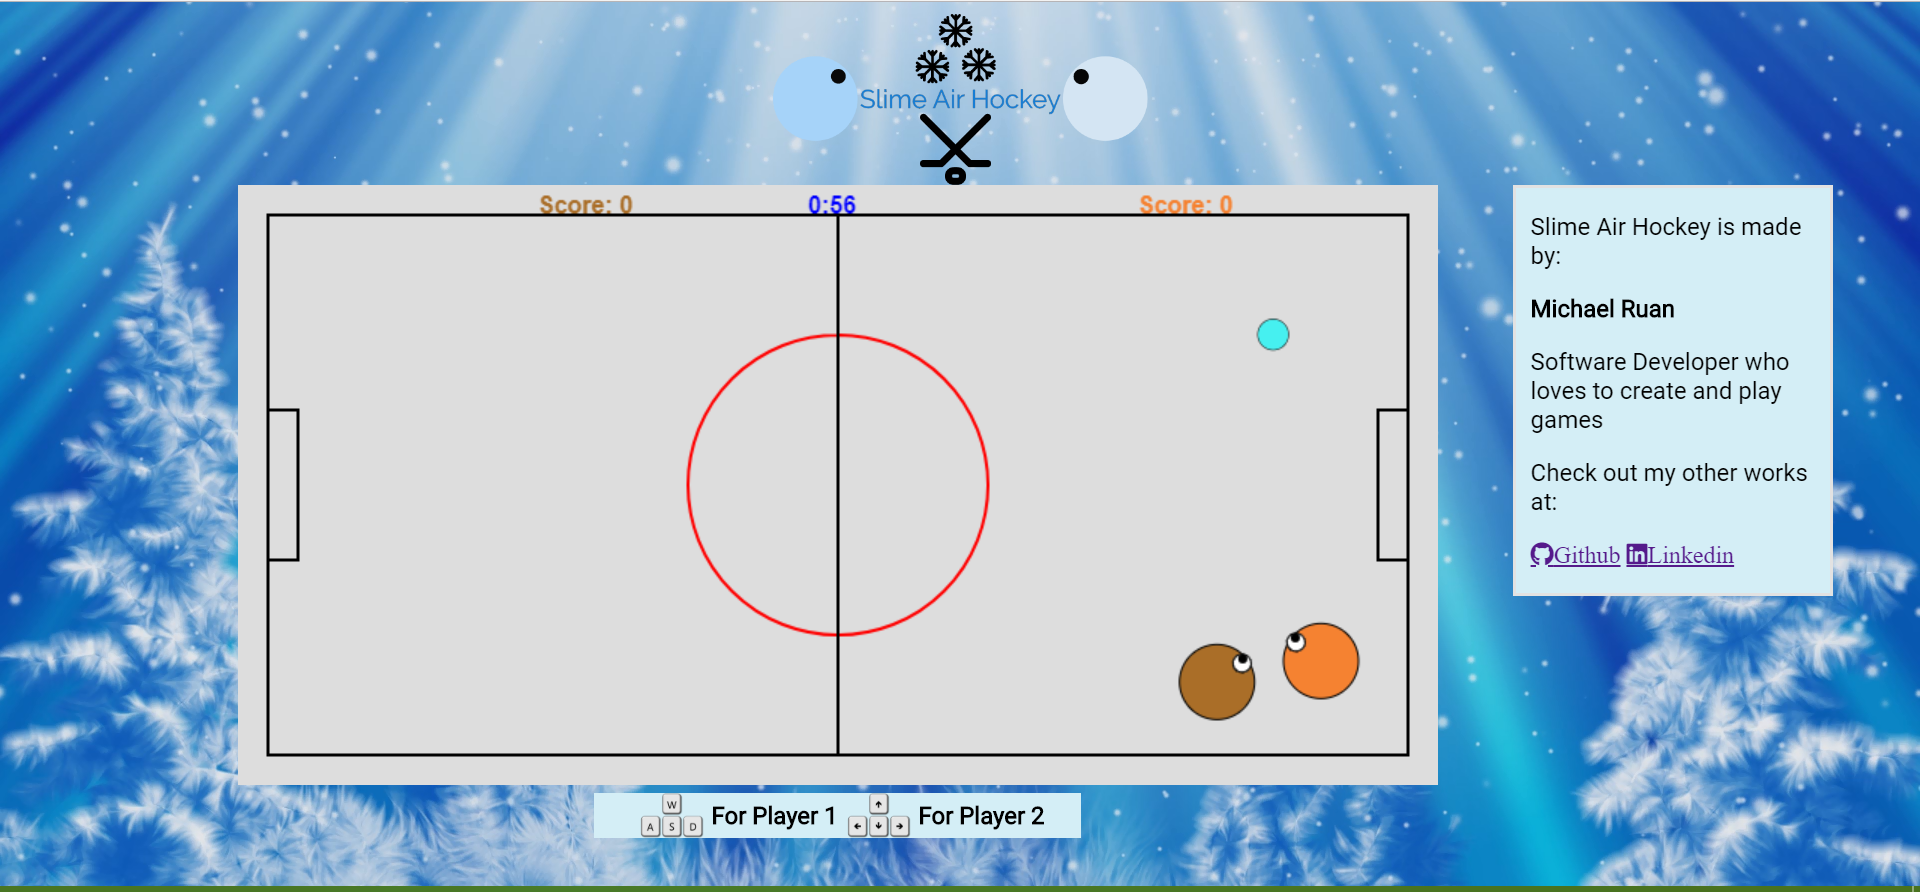 Slime Air Hockey
Score: 0 0:56 Score: 0
Slime Air Hockey is made
by:
Michael Ruan
Software Developer who
loves to create and play
games
Check out my other works
at:
Github Linkedin
W
A S D For Player 1 For Player 2